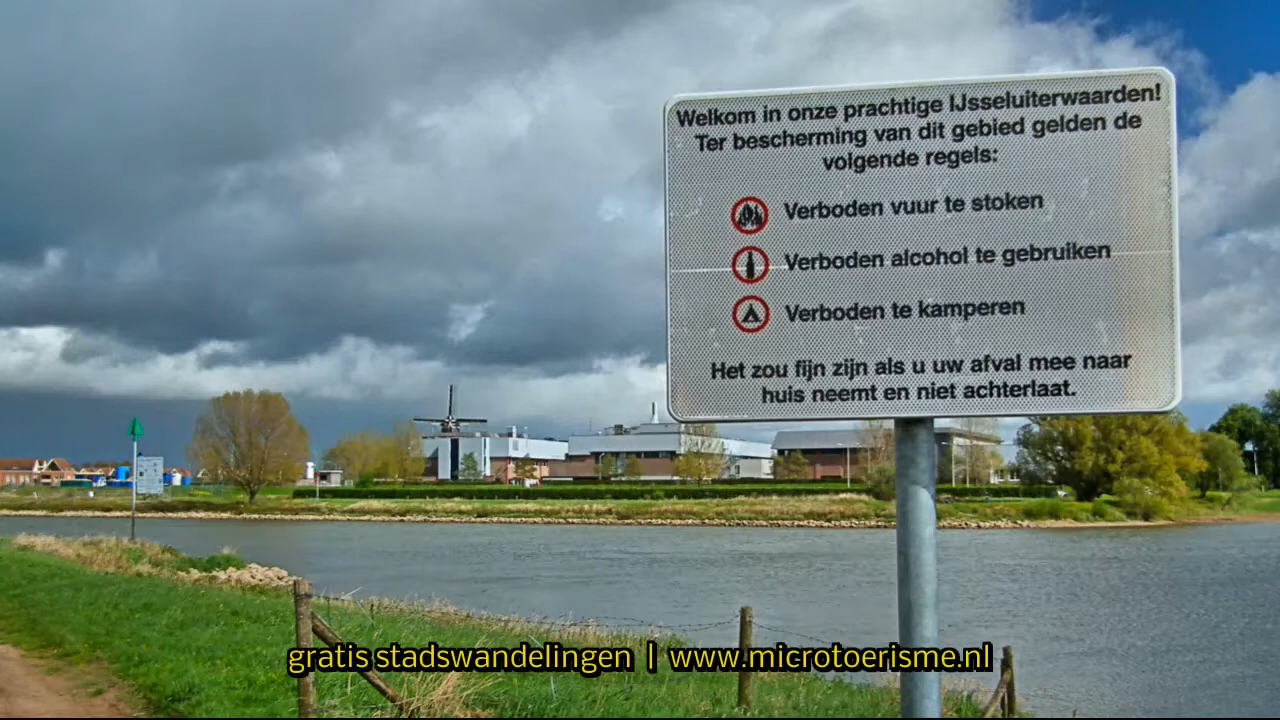 Welkom in onze prachtige IJsseluiterwaarden!
Ter bescherming van dit gebied gelden de
volgende regels:
Verboden vuur te stoken
Verboden alcohol te gebruiken
Verboden te kamperen
Het zou fijn zijn als u uw afval mee naar
huis neemt en niet achterlaat.
gratis stadswandelingen | www.microtoerisme.nl